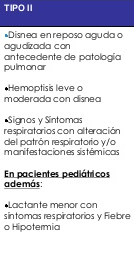 TIPO II
•Disnea en reposo aguda o
agudizada con
antecedente de patología
pulmonar
•Hemoptisis leve o
moderada con disnea
•Signos y Síntomas
respiratorios con alteración
del patrón respiratorio y/o
manifestaciones sistémicas
En pacientes pediátricos
además:
•Lactante menor con
síntomas respiratorios y Fiebre
o Hipotermia